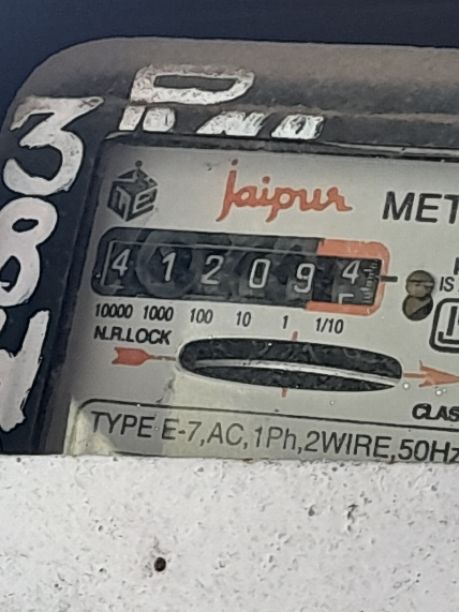 3
8
4
Jaipur
MET
4 1 2 0 9 4
10000 1000 100 10 1 1/10
N.R.LOCK
IS
CLAS
TYPE E-7,AC,1Ph,2WIRE,50Hz